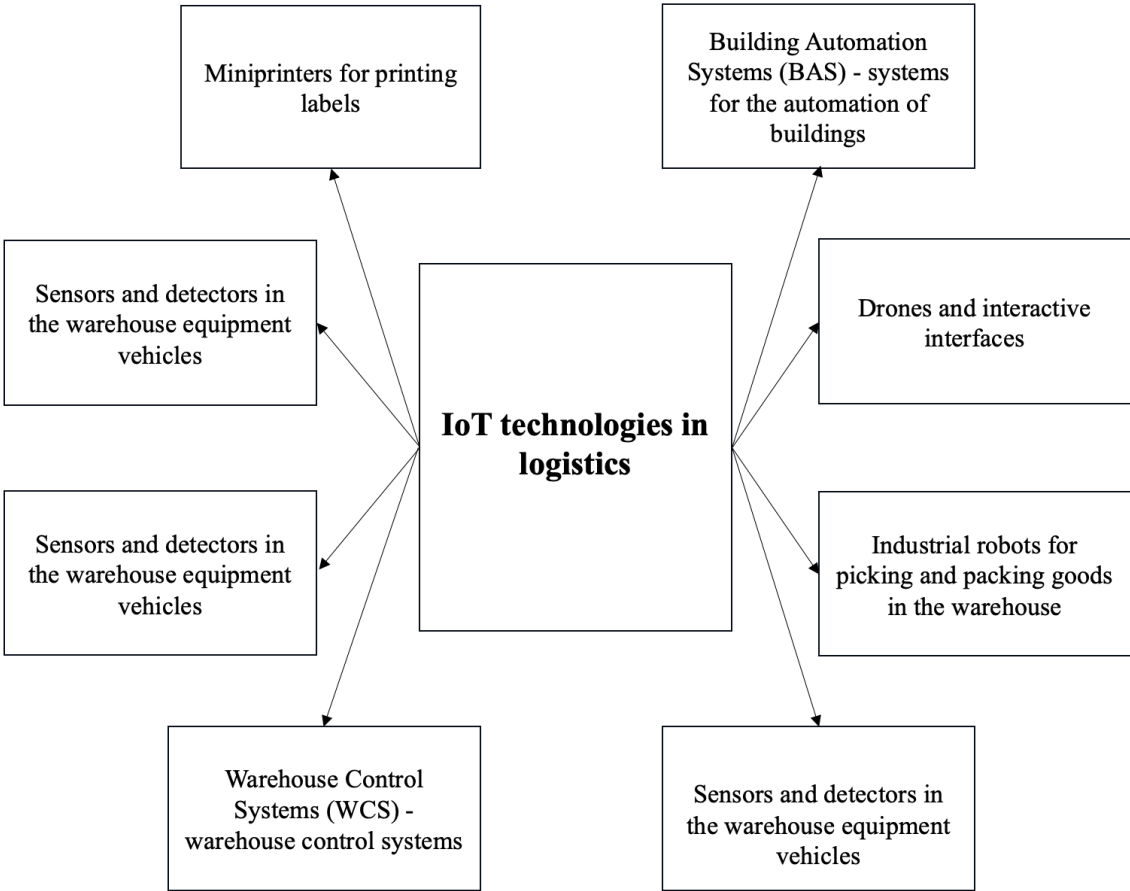 Miniprinters for printing
labels
Building Automation
Systems (BAS) - systems
for the automation of
buildings
Sensors and detectors in
the warehouse equipment
vehicles
Drones and interactive
interfaces
IoT technologies in
logistics
Sensors and detectors in
the warehouse equipment
vehicles
Industrial robots for
picking and packing goods
in the warehouse
Warehouse Control
Systems (WCS) -
warehouse control systems
Sensors and detectors in
the warehouse equipment
vehicles